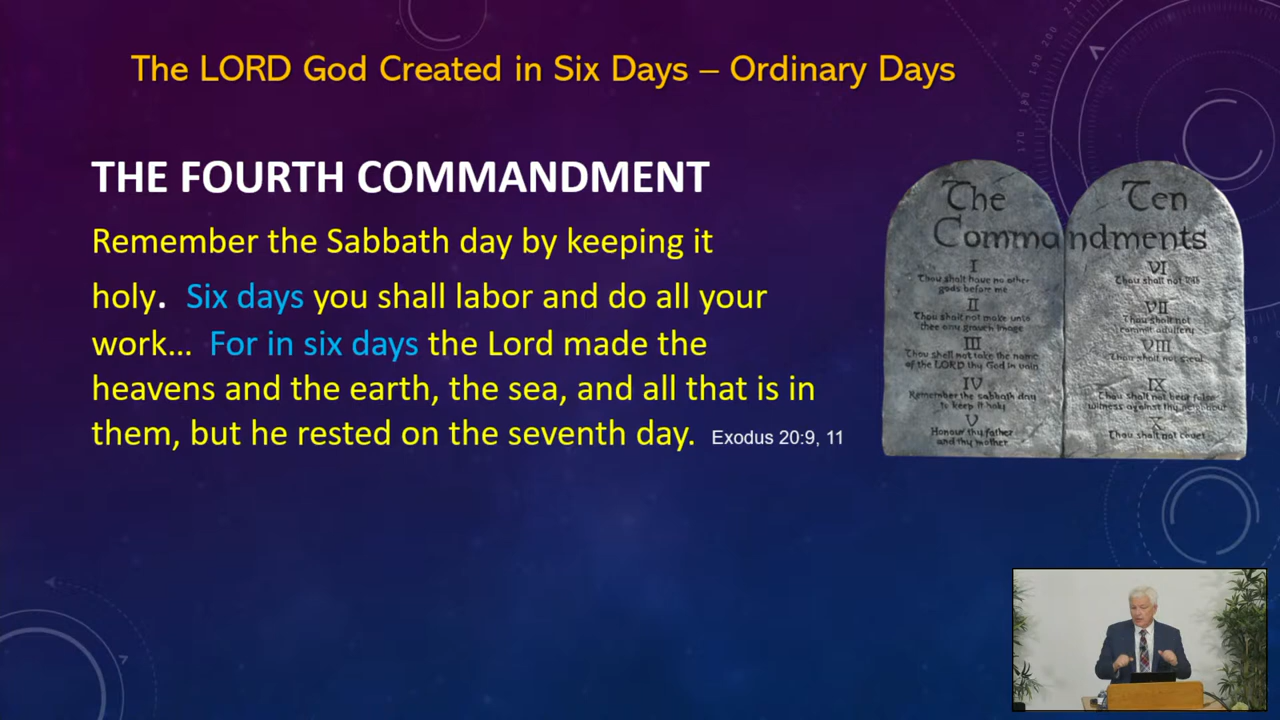 The LORD God Created in Six Days – Ordinary Days
THE FOURTH COMMANDMENT
Remember the Sabbath day by keeping it
holy. Six days you shall labor and do all your
work... For in six days the Lord made the
heavens and the earth, the sea, and all that is in
them, but he rested on the seventh day. Exodus 20:9, 11
The Ten
Commandments
I
Thou shalt have no other
gods before me
II
Thou shalt not make unto
thee any graven image
III
Thou shalt not take the name
of the LORD thy God in vain
IV
Remember the sabbath day
to keep it holy
V
Honour thy father
and thy mother
VI
Thou shalt not
VII
Thou shalt not
commit adultery
VIII
Thou shalt not steal
IX
Thou shalt not bear false
witness against thy
X
Thou shalt not covet
170
180
190
200